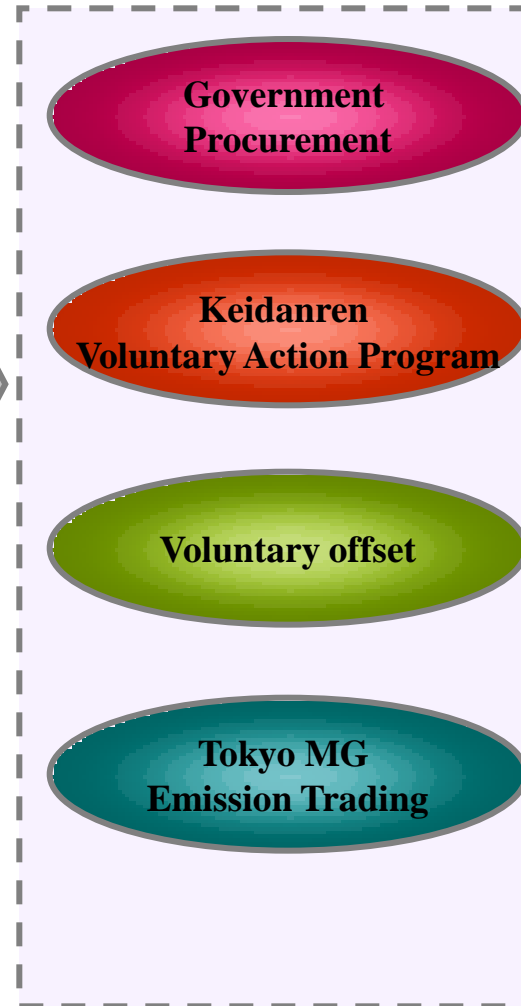 Government
Procurement
Keidanren
Voluntary Action Program
Voluntary offset
Tokyo MG
Emission Trading